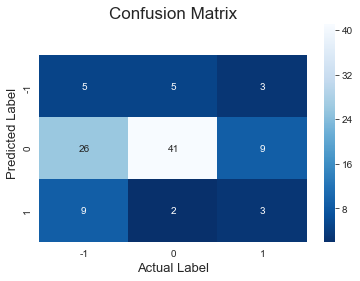 Confusion Matrix
40
32
24
16
8
Predicted Label
-1
5 5 3
0
26 41 9
1
9 2 3
-1 0 1
Actual Label